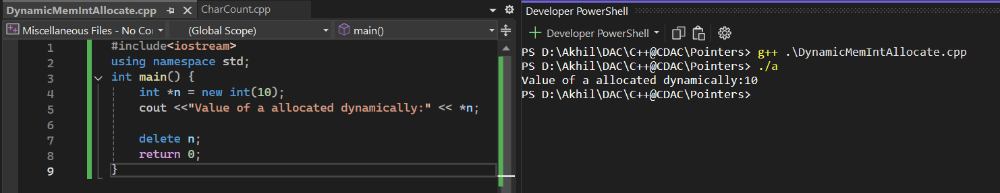 DynamicMemIntAllocate.cpp
CharCount.cpp
Miscellaneous Files - No Co
(Global Scope)
main()
1 #include<iostream>
2 using namespace std;
3 int main() {
4 int *n = new int(10);
5 cout <<"Value of a allocated dynamically:" << *n;
6
7 delete n;
8 return 0;
9 }
Developer PowerShell
Developer PowerShell
PS D:\Akhil\DAC\C++@CDAC\Pointers> g++ .\DynamicMemIntAllocate.cpp
PS D:\Akhil\DAC\C++@CDAC\Pointers> ./a
Value of a allocated dynamically:10
PS D:\Akhil\DAC\C++@CDAC\Pointers>